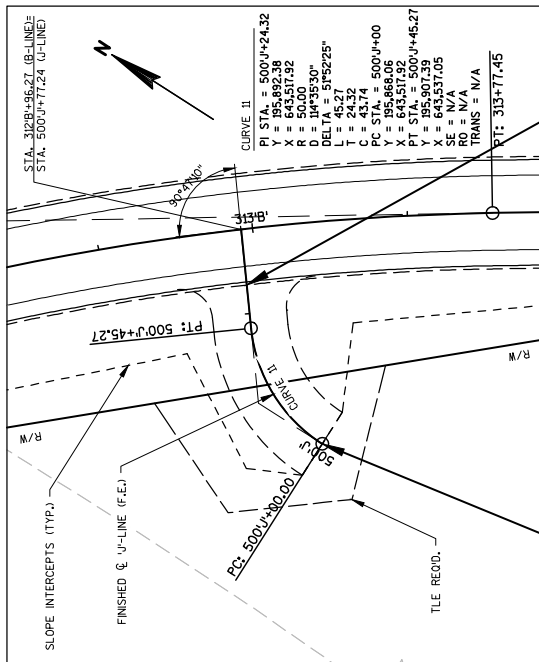 STA. 312'B'+96.27 (B-LINE)=
STA. 500'J'+77.24 (J-LINE)
N
CURVE 11
PI STA. = 500'J'+24.32
Y = 195,892.38
X = 643,517.92
R = 50.00
D = 114°35'30"
DELTA = 51°52'25"
L = 45.27
T = 24.32
C = 43.74
PC STA. = 500'J'+00
Y = 195,868.06
X = 643,517.92
PT STA. = 500'J'+45.27
Y = 195,907.39
X = 643,537.05
SE = N/A
RO = N/A
TRANS = N/A
PT: 313+77.45
90°47'10"
313'B'
PT: 500'J'+45.27
CURVE 11
500'J'
PC: 500'J'+00.00
R/W
R/W
SLOPE INTERCEPTS (TYP.)
FINISHED ℄ 'J'-LINE (F.E.)
TLE REQ'D.